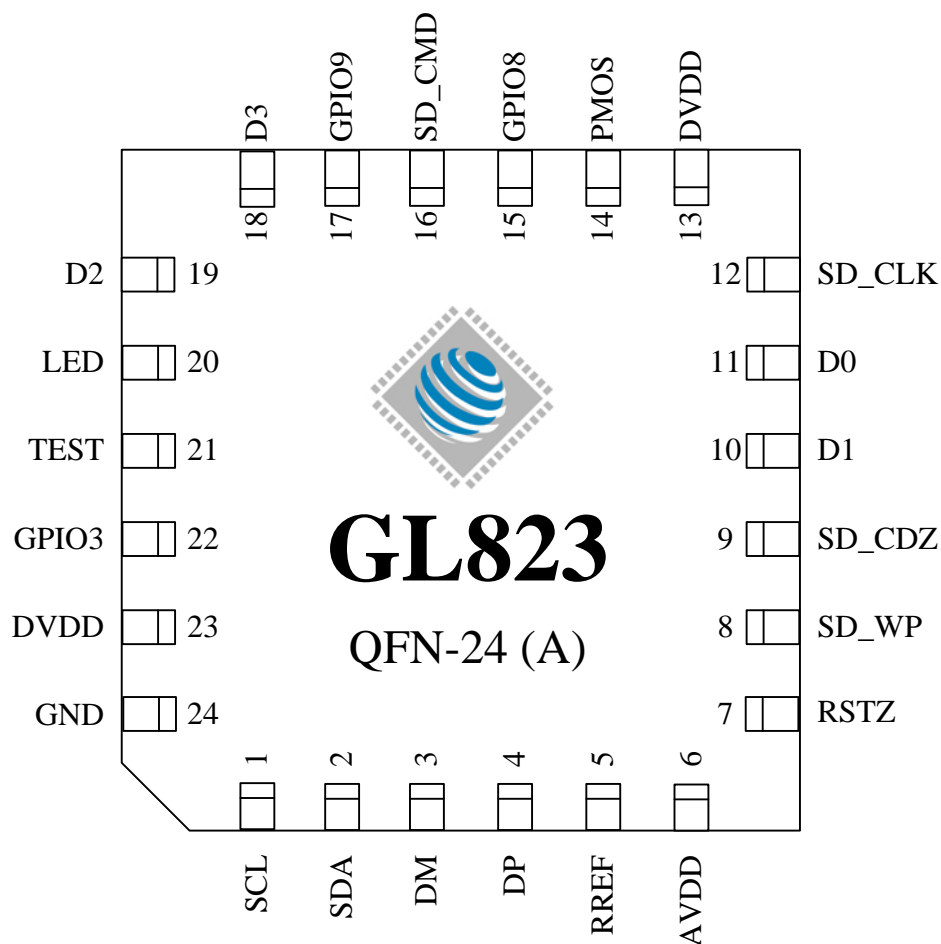 D3
GPIO9
SD_CMD
GPIO8
PMOS
DVDD
18
17
16
15
14
13
D2 19
12 SD_CLK
LED 20
11 D0
TEST 21
10 D1
GPIO3 22
9 SD_CDZ
DVDD 23
8 SD_WP
GND 24
7 RSTZ
GL823
QFN-24 (A)
1
2
3
4
5
6
SCL
SDA
DM
DP
RREF
AVDD